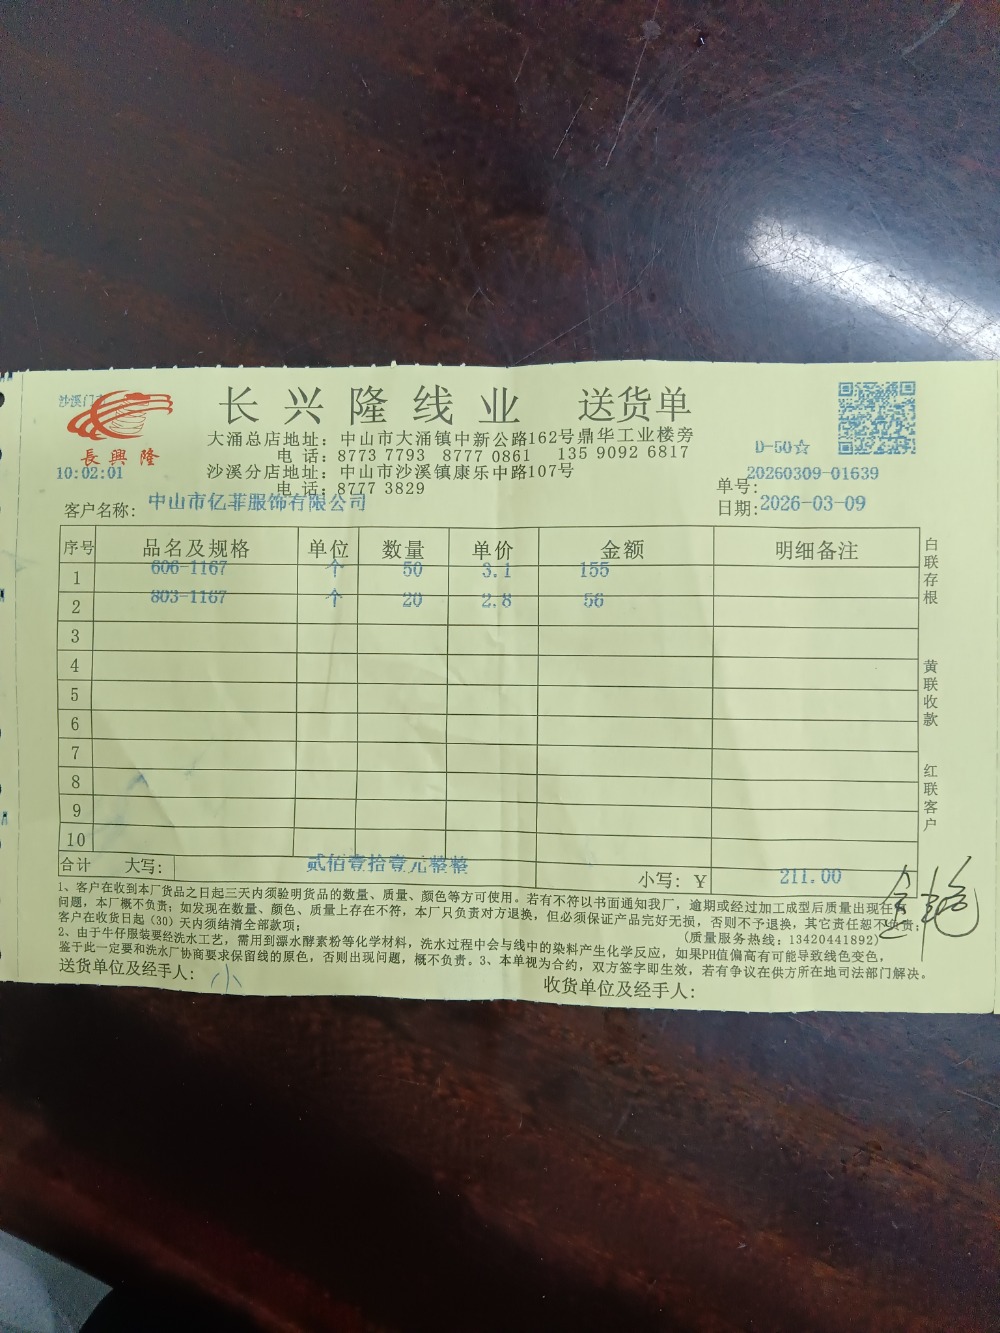 沙溪门市
長興隆
10:02:01
长兴隆线业 送货单
大涌总店地址：中山市大涌镇中新公路162号鼎华工业楼旁
电 话：8773 7793 8777 0861 135 9092 6817
沙溪分店地址：中山市沙溪镇康乐中路107号
电 话：8777 3829
D-50☆
单号：20260309-01639
客户名称：中山市亿菲服饰有限公司 日期：2026-03-09
序号 品名及规格 单位 数量 单价 金额 明细备注
1 606-1167 个 50 3.1 155
2 803-1167 个 20 2.8 56
3
4
5
6
7
8
9
10
合计 大写： 贰佰壹拾壹元整整 小写：￥ 211.00
白联存根 黄联收款 红联客户
1、客户在收到本厂货品之日起三天内须验明货品的数量、质量、颜色等方可使用。若有不符以书面通知我厂，逾期或经过加工成型后质量出现任
问题，本厂概不负责；如发现在数量、颜色、质量上存在不符，本厂只负责对方退换，但必须保证产品完好无损，否则不予退换，其它责任恕不负责；
客户在收货日起（30）天内须结清全部款项； （质量服务热线：13420441892）
2、由于牛仔服装要经洗水工艺，需用到漂水酵素粉等化学材料，洗水过程中会与线中的染料产生化学反应，如果PH值偏高有可能导致线色变色，
鉴于此一定要和洗水厂协商要求保留线的原色，否则出现问题，概不负责。3、本单视为合约，双方签字即生效，若有争议在供方所在地司法部门解决。
送货单位及经手人：小 收货单位及经手人：